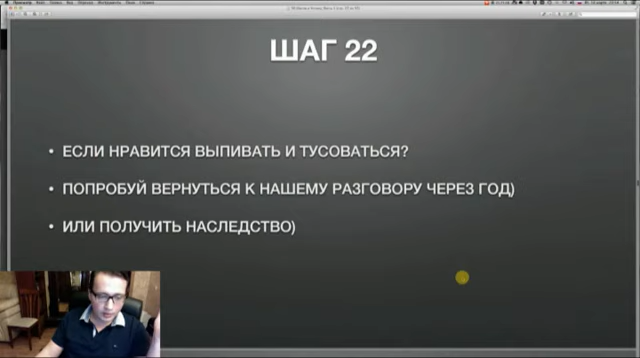 ШАГ 22
• ЕСЛИ НРАВИТСЯ ВЫПИВАТЬ И ТУСОВАТЬСЯ?
• ПОПРОБУЙ ВЕРНУТЬСЯ К НАШЕМУ РАЗГОВОРУ ЧЕРЕЗ ГОД)
• ИЛИ ПОЛУЧИТЬ НАСЛЕДСТВО)